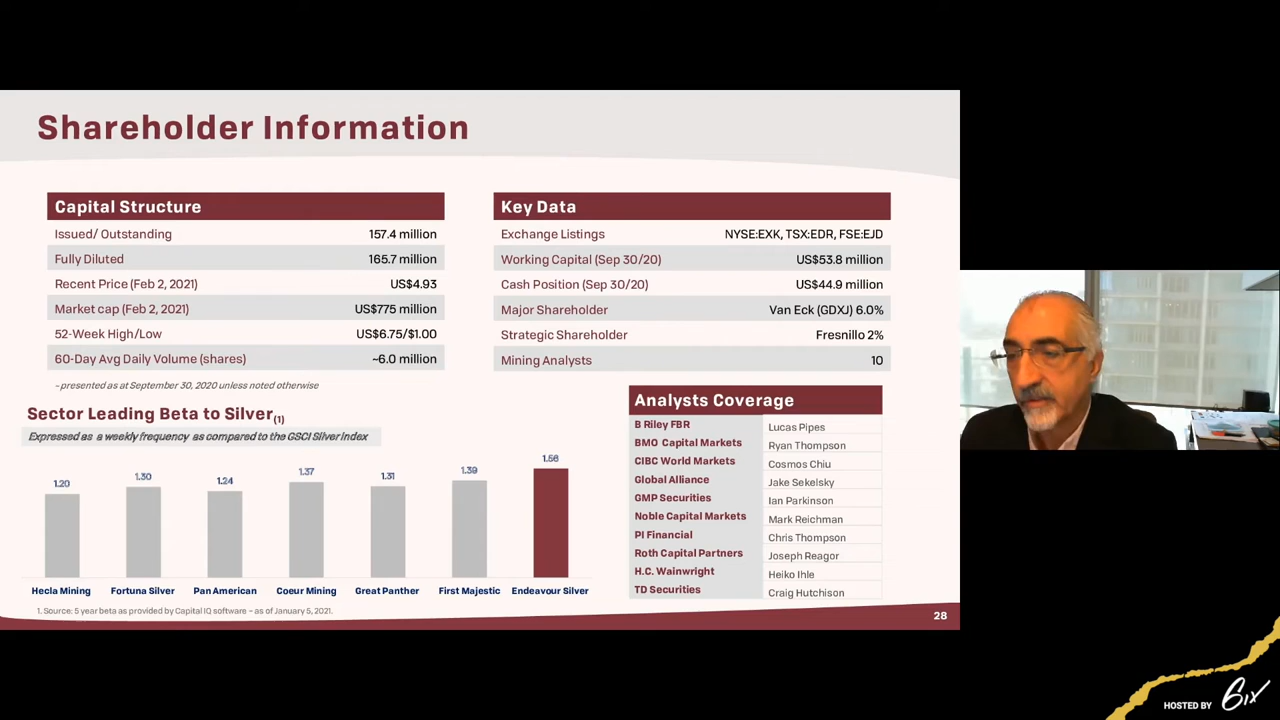 Shareholder Information
Capital Structure
Issued/ Outstanding 157.4 million
Fully Diluted 165.7 million
Recent Price (Feb 2, 2021) US$4.93
Market cap (Feb 2, 2021) US$775 million
52-Week High/Low US$6.75/$1.00
60-Day Avg Daily Volume (shares) ~6.0 million
~ presented as at September 30, 2020 unless noted otherwise
Key Data
Exchange Listings NYSE:EXK, TSX:EDR, FSE:EJD
Working Capital (Sep 30/20) US$53.8 million
Cash Position (Sep 30/20) US$44.9 million
Major Shareholder Van Eck (GDXJ) 6.0%
Strategic Shareholder Fresnillo 2%
Mining Analysts 10
Sector Leading Beta to Silver(1)
Expressed as a weekly frequency as compared to the GSCI Silver Index
1.20 1.30 1.24 1.37 1.31 1.39 1.56
Hecla Mining Fortuna Silver Pan American Coeur Mining Great Panther First Majestic Endeavour Silver
1. Source: 5 year beta as provided by Capital IQ software – as of January 5, 2021.
Analysts Coverage
B Riley FBR Lucas Pipes
BMO Capital Markets Ryan Thompson
CIBC World Markets Cosmos Chiu
Global Alliance Jake Sekelsky
GMP Securities Ian Parkinson
Noble Capital Markets Mark Reichman
PI Financial Chris Thompson
Roth Capital Partners Joseph Reagor
H.C. Wainwright Heiko Ihle
TD Securities Craig Hutchison
28
HOSTED BY 6ix